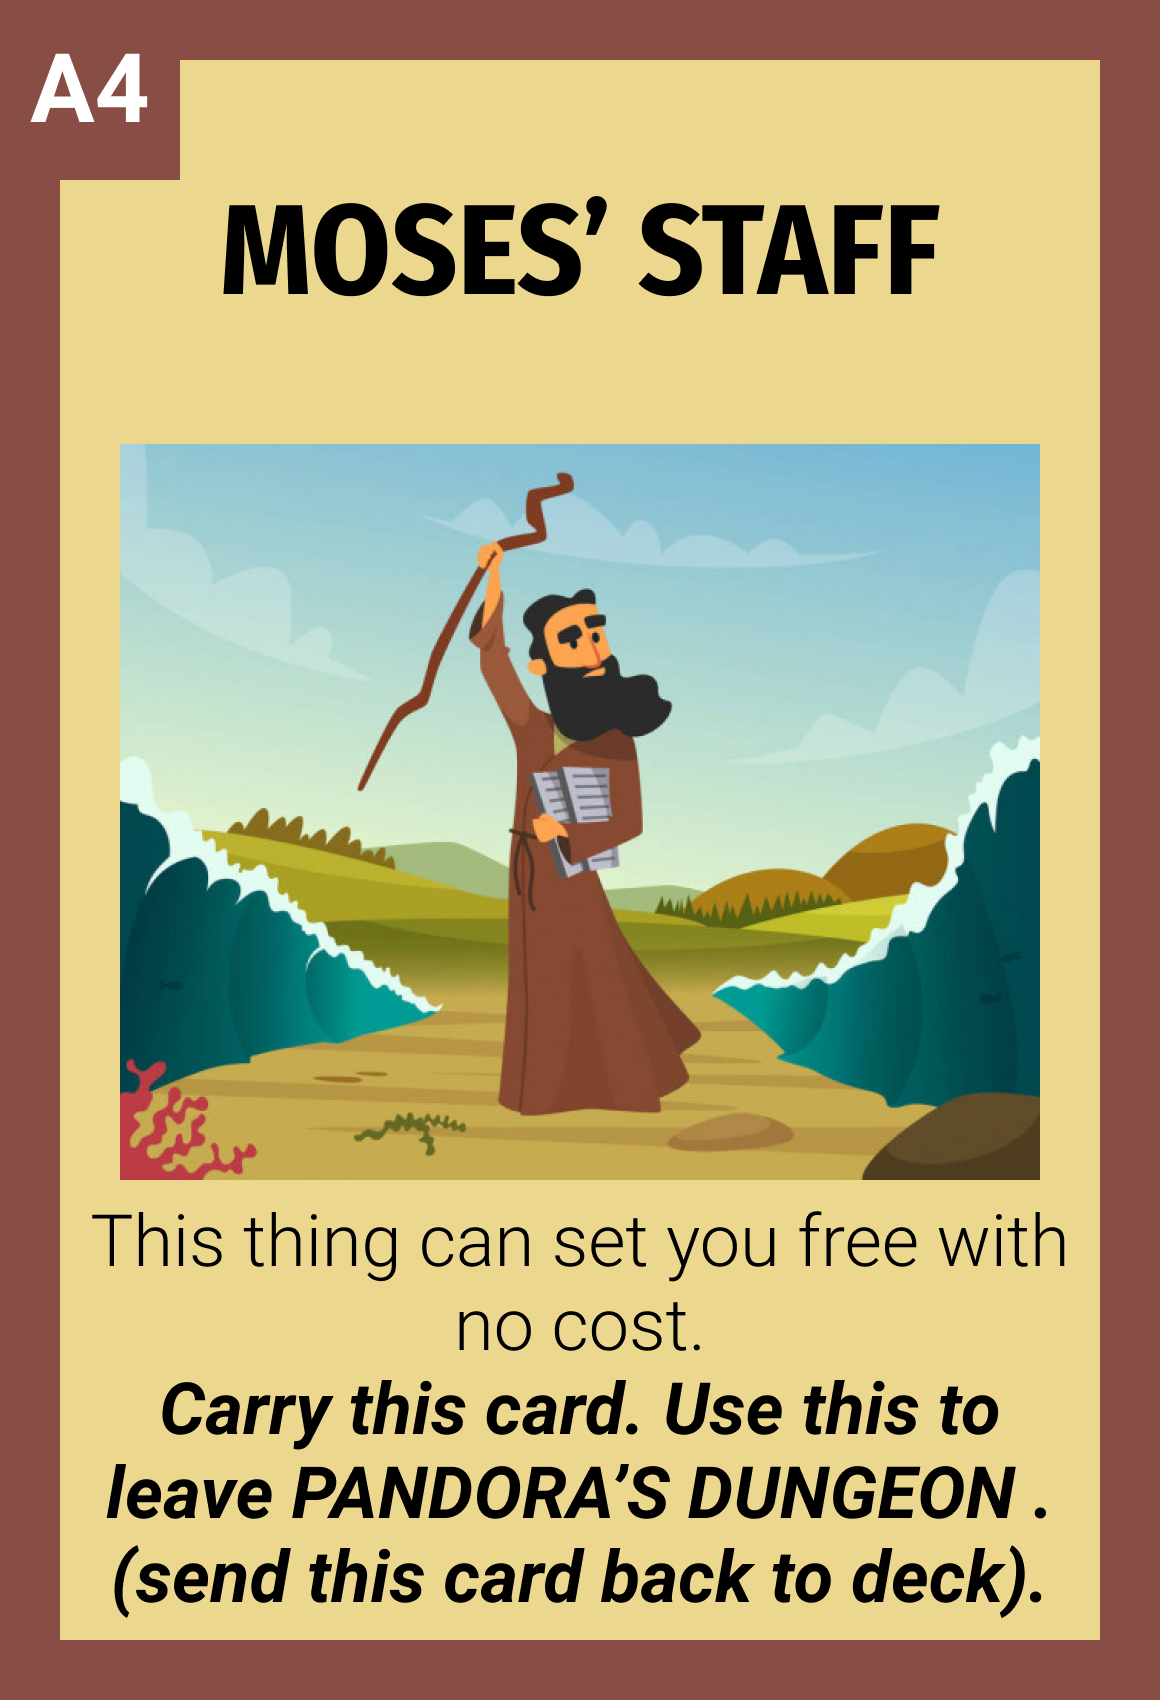 A4
MOSES’ STAFF
This thing can set you free with
no cost.
Carry this card. Use this to
leave PANDORA’S DUNGEON .
(send this card back to deck).